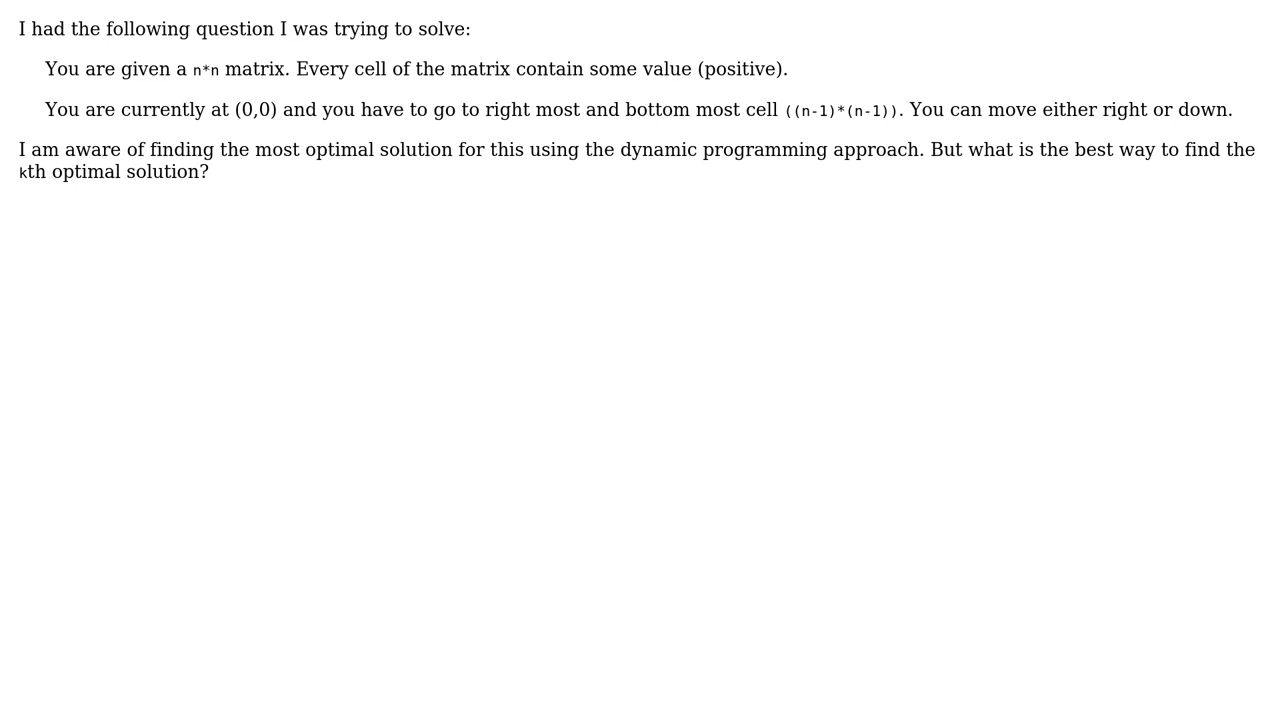 I had the following question I was trying to solve:
You are given a n*n matrix. Every cell of the matrix contain some value (positive).
You are currently at (0,0) and you have to go to right most and bottom most cell ((n-1)*(n-1)). You can move either right or down.
I am aware of finding the most optimal solution for this using the dynamic programming approach. But what is the best way to find the
kth optimal solution?